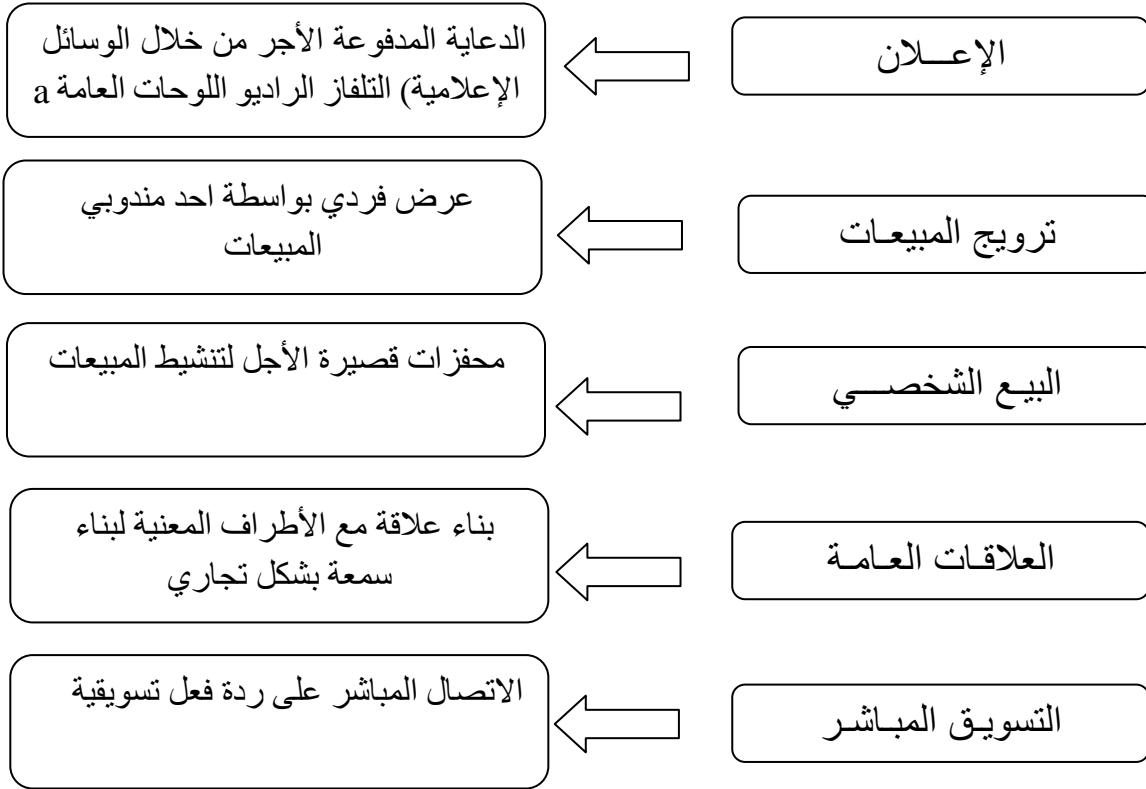 الإعـــلان
الدعاية المدفوعة الأجر من خلال الوسائل
الإعلامية) التلفاز الراديو اللوحات العامة a
ترويج المبيعـات
عرض فردي بواسطة احد مندوبي
المبيعات
البيـع الشخصـــي
محفزات قصيرة الأجل لتنشيط المبيعات
العلاقـات العـامـة
بناء علاقة مع الأطراف المعنية لبناء
سمعة بشكل تجاري
التسويـق المبـاشـر
الاتصال المباشر على ردة فعل تسويقية